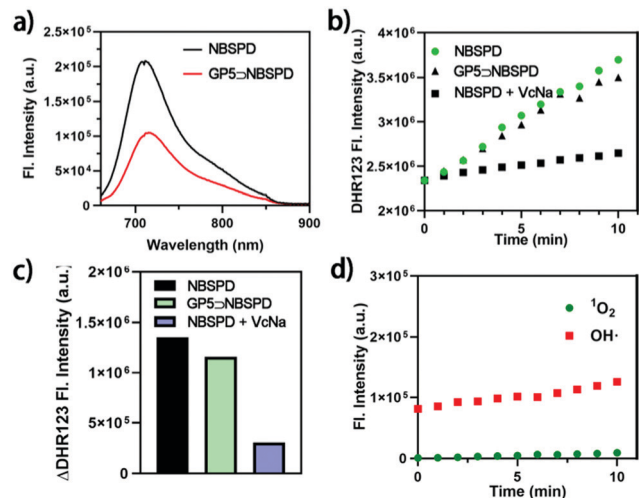 a)
2.5×10⁵
2×10⁵
1.5×10⁵
1×10⁵
5×10⁴
0
Fl. Intensity (a.u.)
NBSPD
GP5⊃NBSPD
700
800
900
Wavelength (nm)
b)
4×10⁶
3.5×10⁶
3×10⁶
2.5×10⁶
2×10⁶
DHR123 Fl. Intensity (a.u.)
NBSPD
GP5⊃NBSPD
NBSPD + VcNa
0
5
10
Time (min)
c)
2×10⁶
1.5×10⁶
1×10⁶
5×10⁵
0
ΔDHR123 Fl. Intensity (a.u.)
NBSPD
GP5⊃NBSPD
NBSPD + VcNa
d)
3×10⁵
2×10⁵
1×10⁵
0
Fl. Intensity (a.u.)
¹O₂
OH·
0
5
10
Time (min)